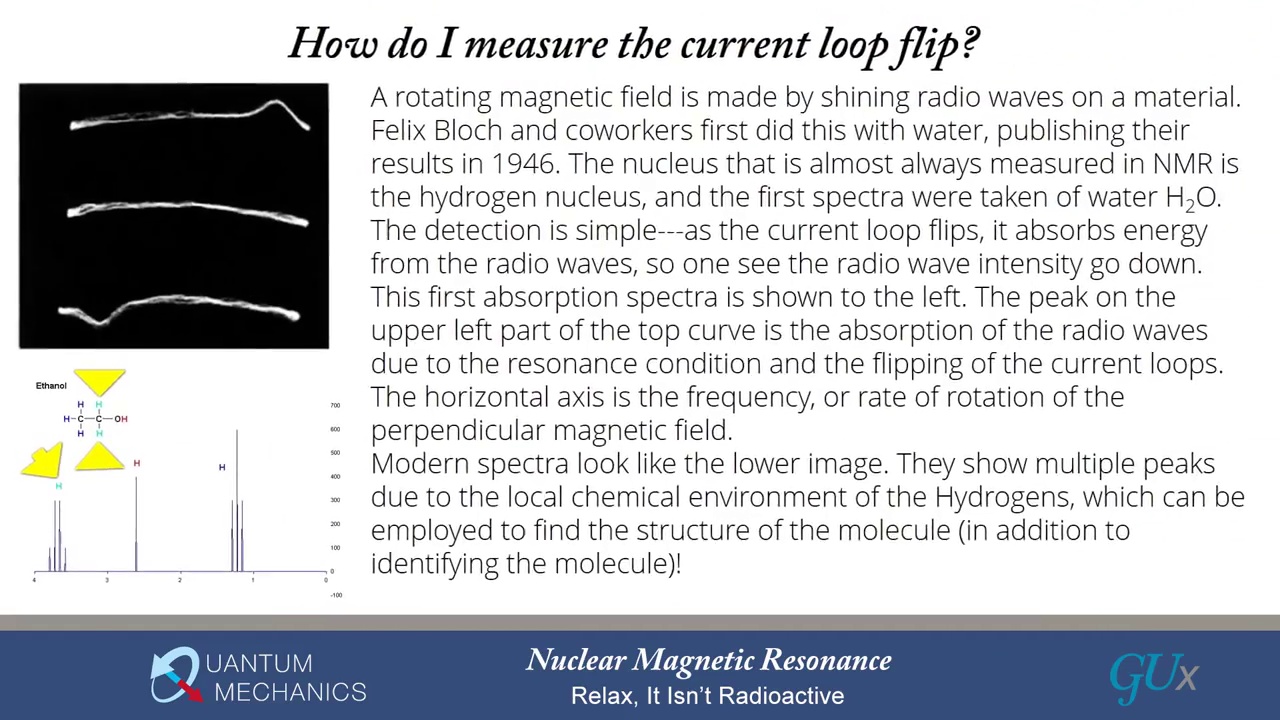 How do I measure the current loop flip?
A rotating magnetic field is made by shining radio waves on a material.
Felix Bloch and coworkers first did this with water, publishing their
results in 1946. The nucleus that is almost always measured in NMR is
the hydrogen nucleus, and the first spectra were taken of water H₂O.
The detection is simple---as the current loop flips, it absorbs energy
from the radio waves, so one see the radio wave intensity go down.
This first absorption spectra is shown to the left. The peak on the
upper left part of the top curve is the absorption of the radio waves
due to the resonance condition and the flipping of the current loops.
The horizontal axis is the frequency, or rate of rotation of the
perpendicular magnetic field.
Modern spectra look like the lower image. They show multiple peaks
due to the local chemical environment of the Hydrogens, which can be
employed to find the structure of the molecule (in addition to
identifying the molecule)!
Ethanol
H H
H C C OH
H H
H
H
H
700
600
500
400
300
200
100
0
-100
4 3 2 1 0
QUANTUM
MECHANICS
Nuclear Magnetic Resonance
Relax, It Isn't Radioactive
GUx